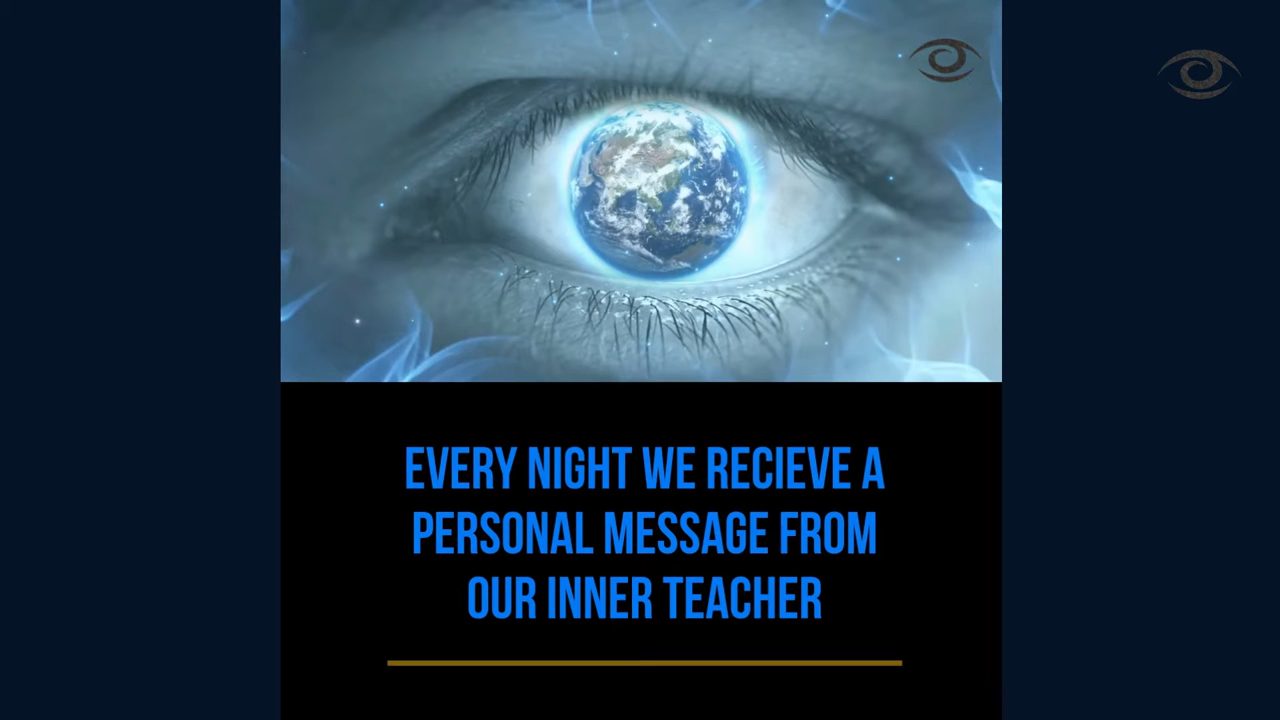 EVERY NIGHT WE RECIEVE A
PERSONAL MESSAGE FROM
OUR INNER TEACHER